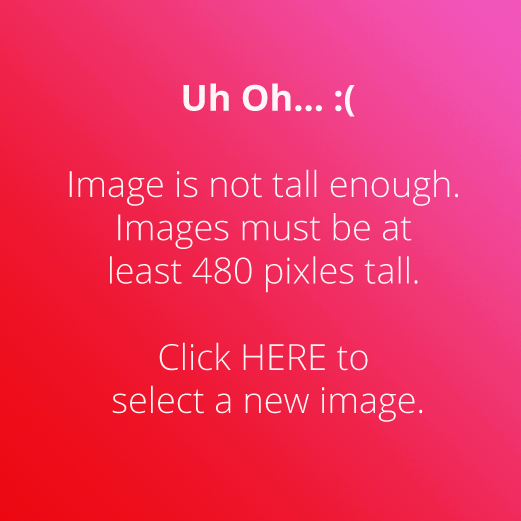 Uh Oh... :(
Image is not tall enough.
Images must be at
least 480 pixles tall.
Click HERE to
select a new image.